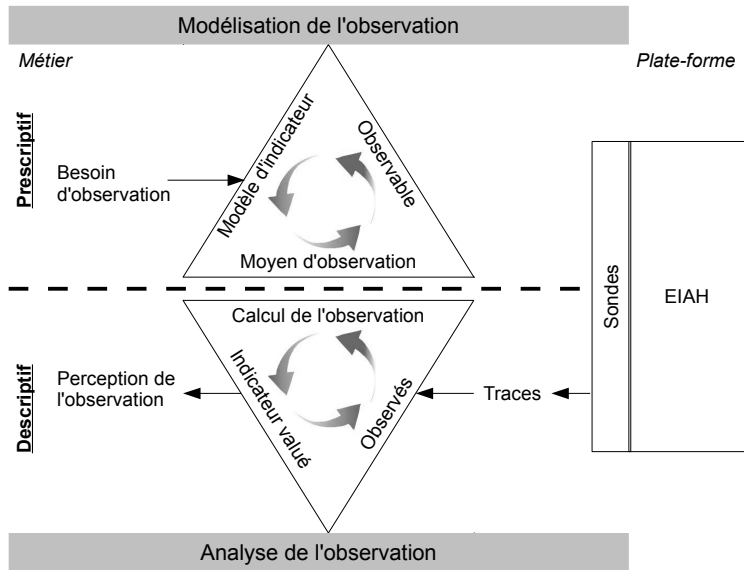 Modélisation de l'observation
Métier
Plate-forme
Prescriptif
Besoin
d'observation
Modèle d'indicateur
Observable
Moyen d'observation
Sondes
EIAH
Descriptif
Calcul de l'observation
Perception de
l'observation
Indicateur valué
Observés
Traces
Analyse de l'observation